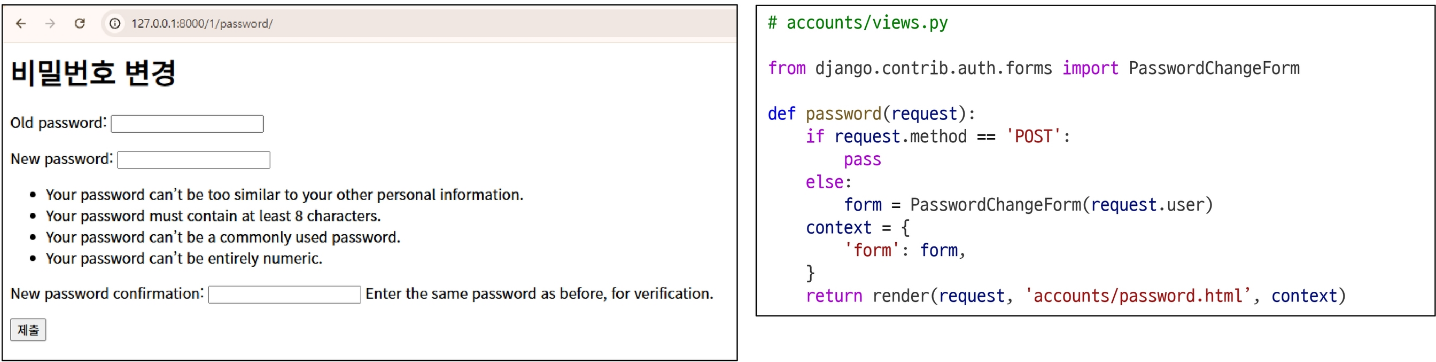 127.0.0.1:8000/1/password/
비밀번호 변경
Old password:
New password:
• Your password can't be too similar to your other personal information.
• Your password must contain at least 8 characters.
• Your password can't be a commonly used password.
• Your password can't be entirely numeric.
New password confirmation: Enter the same password as before, for verification.
제출
# accounts/views.py
from django.contrib.auth.forms import PasswordChangeForm
def password(request):
    if request.method == 'POST':
        pass
    else:
        form = PasswordChangeForm(request.user)
    context = {
        'form': form,
    }
    return render(request, 'accounts/password.html’, context)